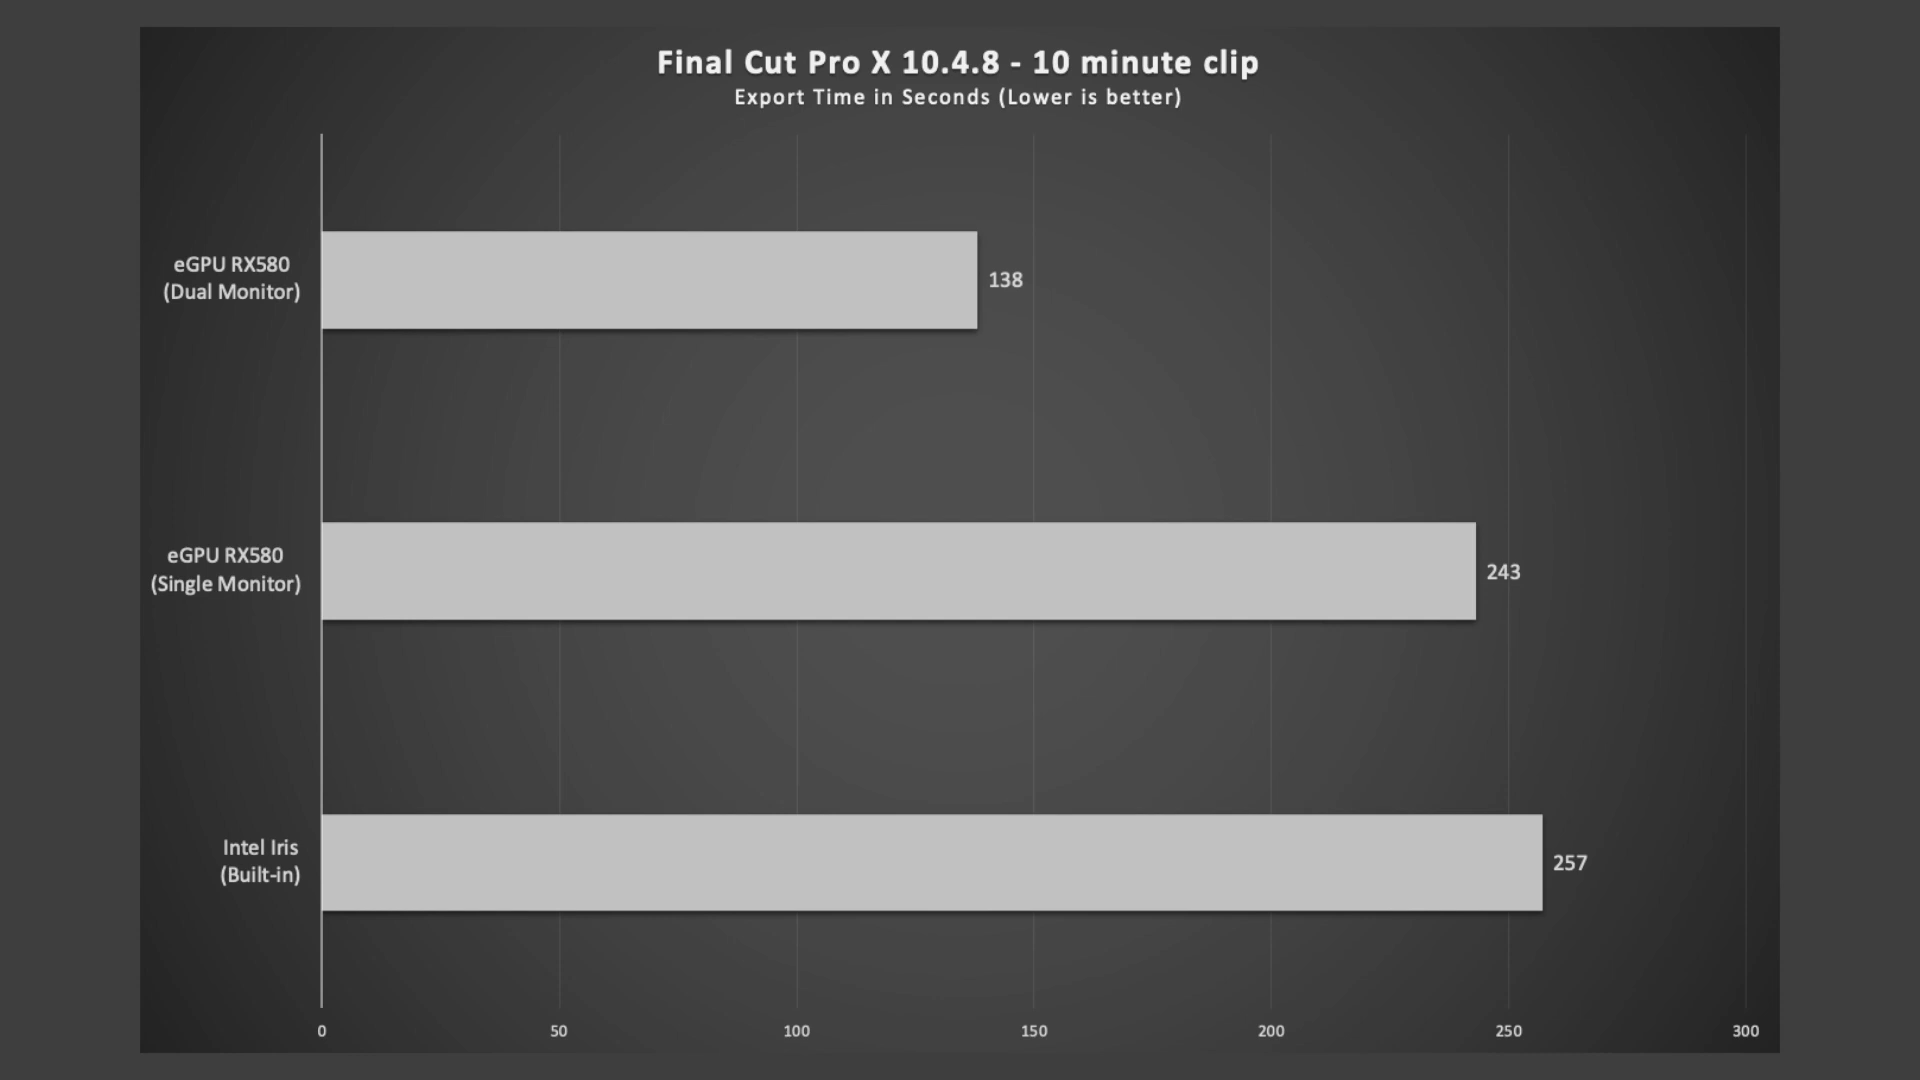 Final Cut Pro X 10.4.8 - 10 minute clip
Export Time in Seconds (Lower is better)
eGPU RX580
(Dual Monitor)
138
eGPU RX580
(Single Monitor)
243
Intel Iris
(Built-in)
257
0 50 100 150 200 250 300